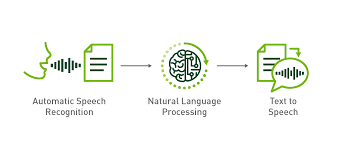 Automatic Speech
Recognition
Natural Language
Processing
Text to
Speech